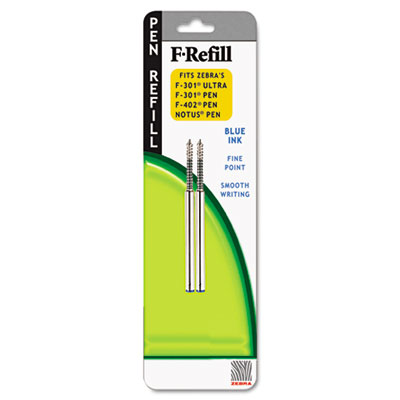 PEN REFILL
F-Refill
FITS ZEBRA'S
F-301® ULTRA
F-301® PEN
F-402® PEN
NOTUS® PEN
BLUE
INK
FINE
POINT
SMOOTH
WRITING
ZEBRA